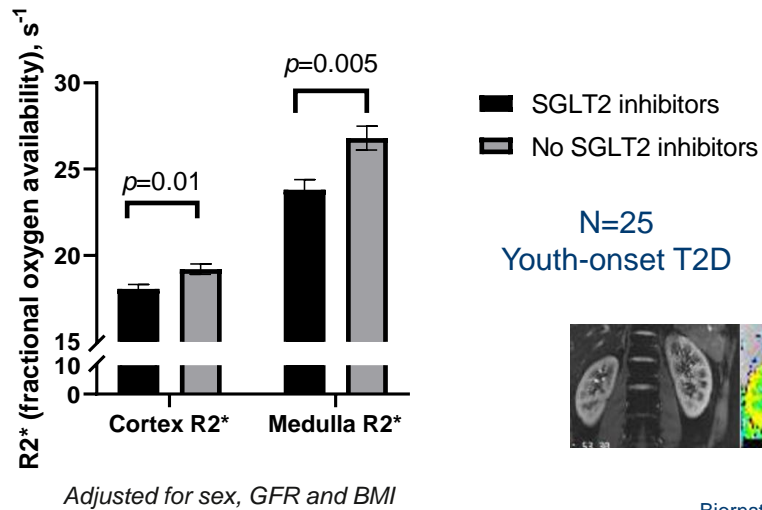 R2* (fractional oxygen availability), s⁻¹
30
25
20
15
10
0
p=0.01
p=0.005
Cortex R2*
Medulla R2*
Adjusted for sex, GFR and BMI
SGLT2 inhibitors
No SGLT2 inhibitors
N=25
Youth-onset T2D